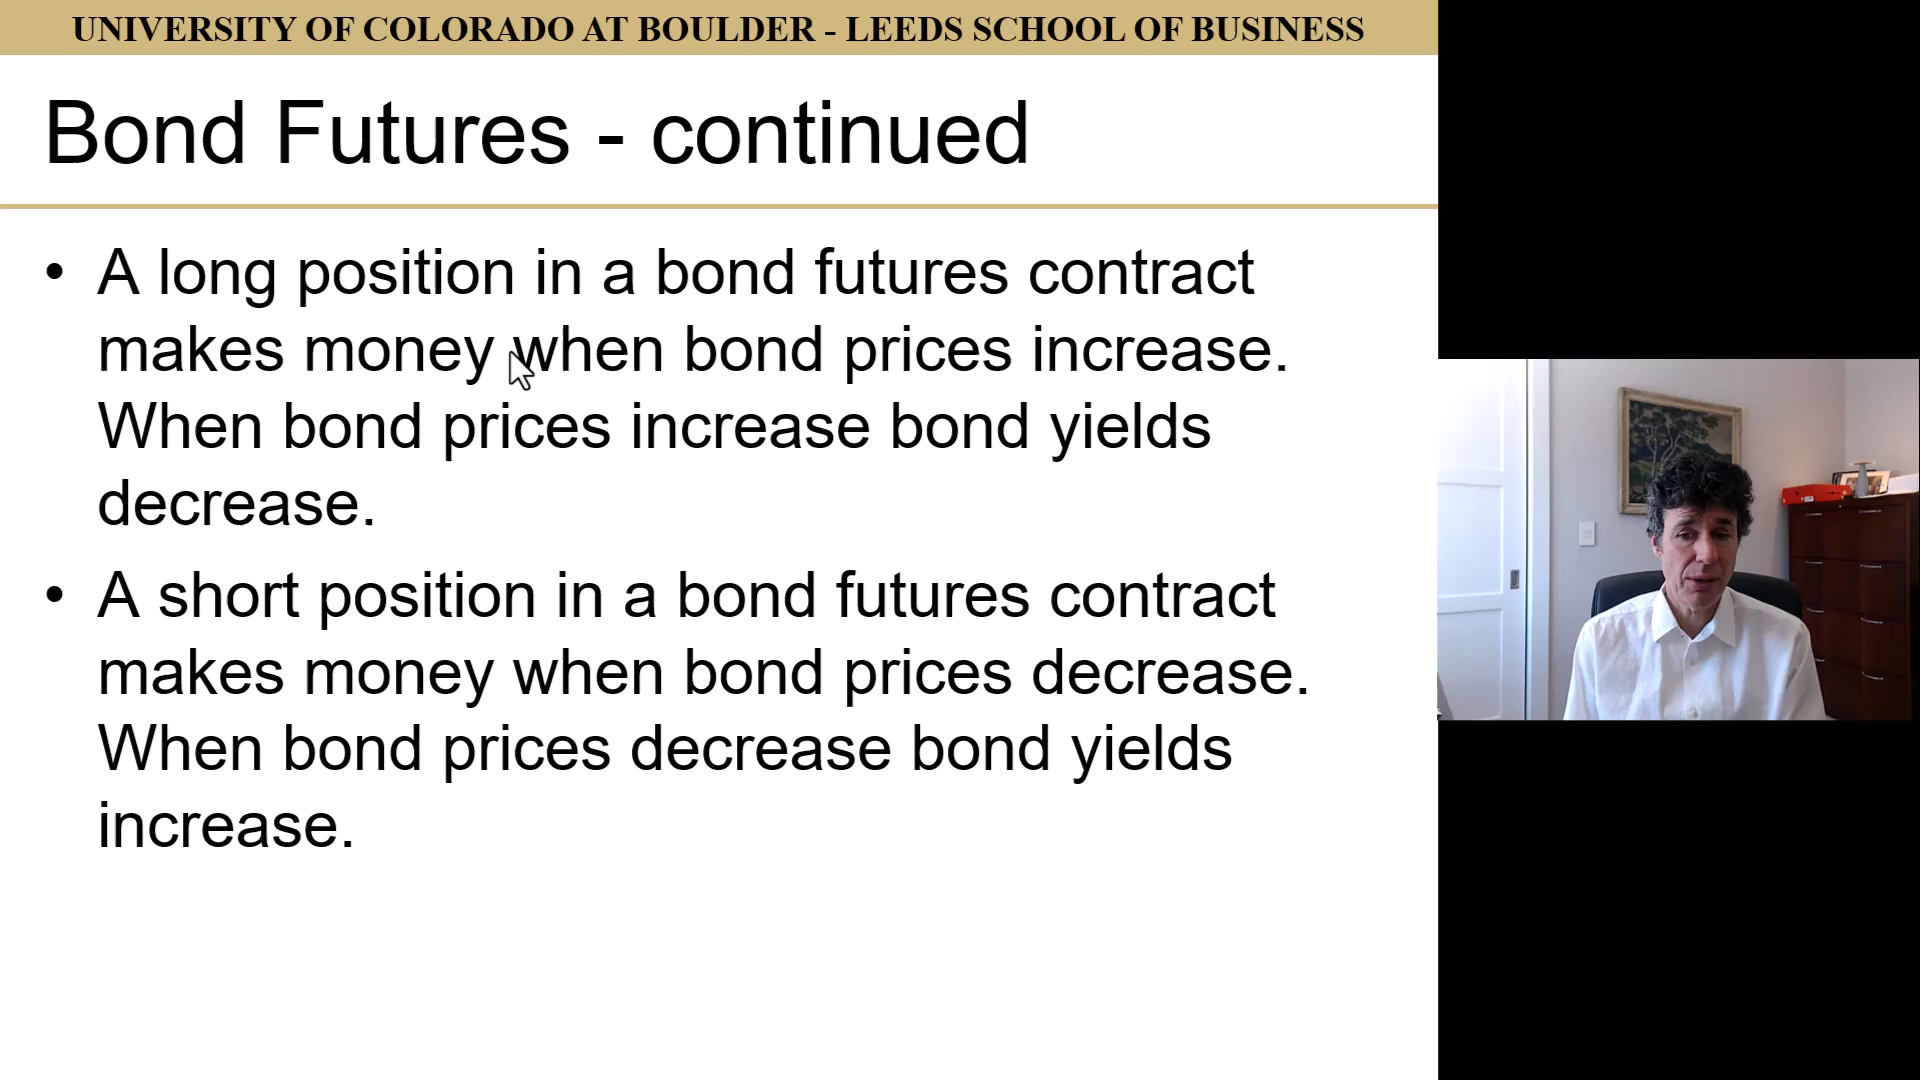 UNIVERSITY OF COLORADO AT BOULDER - LEEDS SCHOOL OF BUSINESS
Bond Futures - continued
• A long position in a bond futures contract
makes money when bond prices increase.
When bond prices increase bond yields
decrease.
• A short position in a bond futures contract
makes money when bond prices decrease.
When bond prices decrease bond yields
increase.